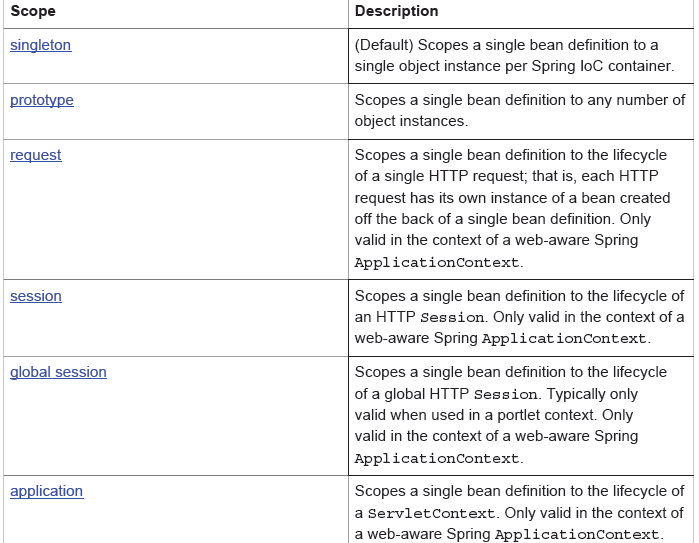 Scope Description
singleton (Default) Scopes a single bean definition to a
single object instance per Spring IoC container.
prototype Scopes a single bean definition to any number of
object instances.
request Scopes a single bean definition to the lifecycle
of a single HTTP request; that is, each HTTP
request has its own instance of a bean created
off the back of a single bean definition. Only
valid in the context of a web-aware Spring
ApplicationContext.
session Scopes a single bean definition to the lifecycle of
an HTTP Session. Only valid in the context of a
web-aware Spring ApplicationContext.
global session Scopes a single bean definition to the lifecycle
of a global HTTP Session. Typically only
valid when used in a portlet context. Only
valid in the context of a web-aware Spring
ApplicationContext.
application Scopes a single bean definition to the lifecycle of
a ServletContext. Only valid in the context of
a web-aware Spring ApplicationContext.